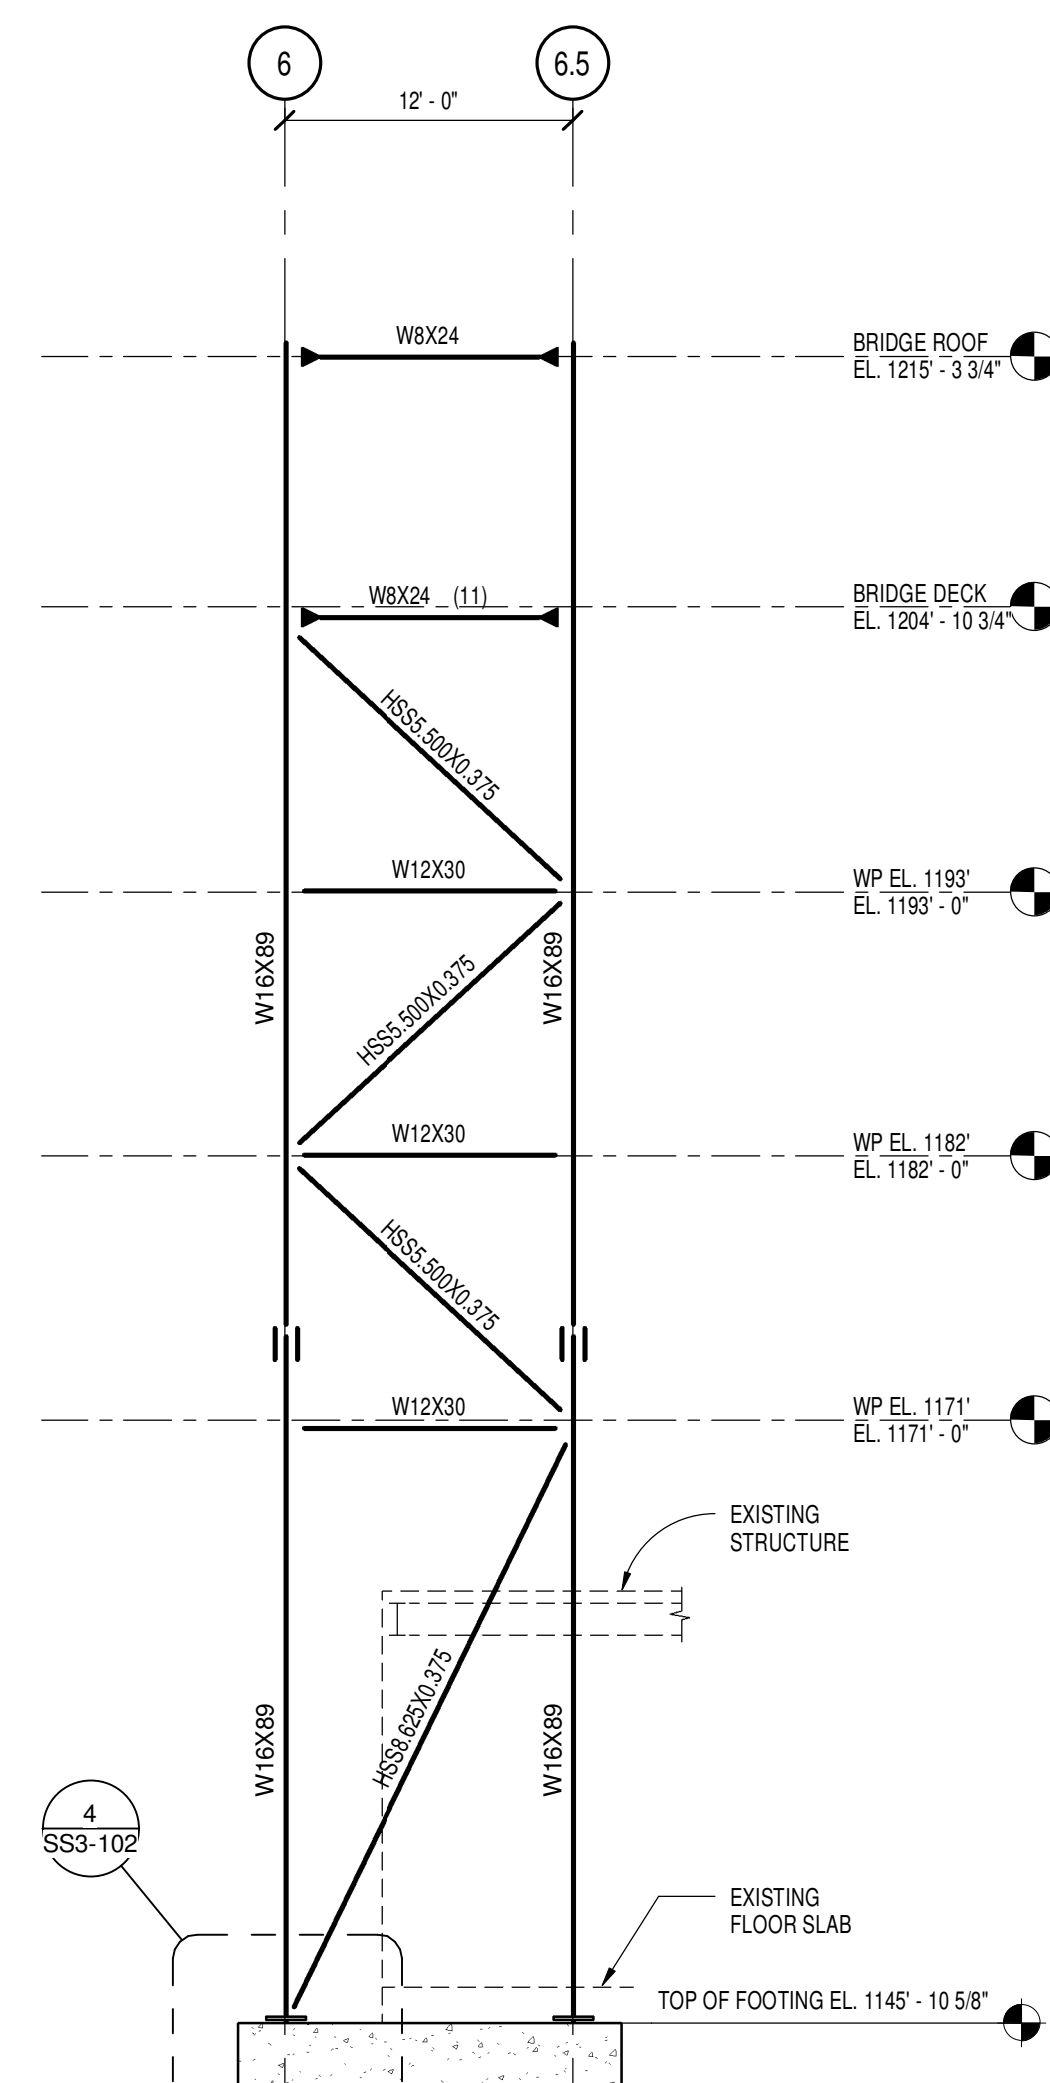 6
6.5
12' - 0"
W8X24
BRIDGE ROOF
EL. 1215' - 3 3/4"
W8X24 (11)
BRIDGE DECK
EL. 1204' - 10 3/4"
HSS5.500X0.375
W12X30
WP EL. 1193'
EL. 1193' - 0"
W16X89
W16X89
HSS5.500X0.375
W12X30
WP EL. 1182'
EL. 1182' - 0"
HSS5.500X0.375
W12X30
WP EL. 1171'
EL. 1171' - 0"
EXISTING
STRUCTURE
HSS8.625X0.375
W16X89
W16X89
4
SS3-102
EXISTING
FLOOR SLAB
TOP OF FOOTING EL. 1145' - 10 5/8"